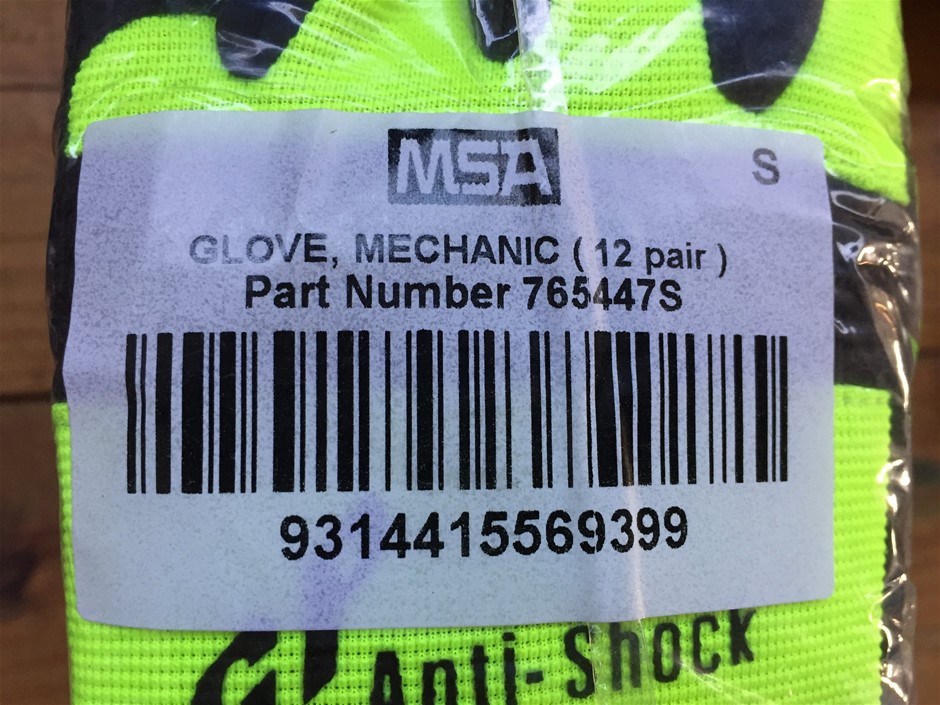 MSA
S
GLOVE, MECHANIC ( 12 pair )
Part Number 765447S
9314415569399
Anti-Shock